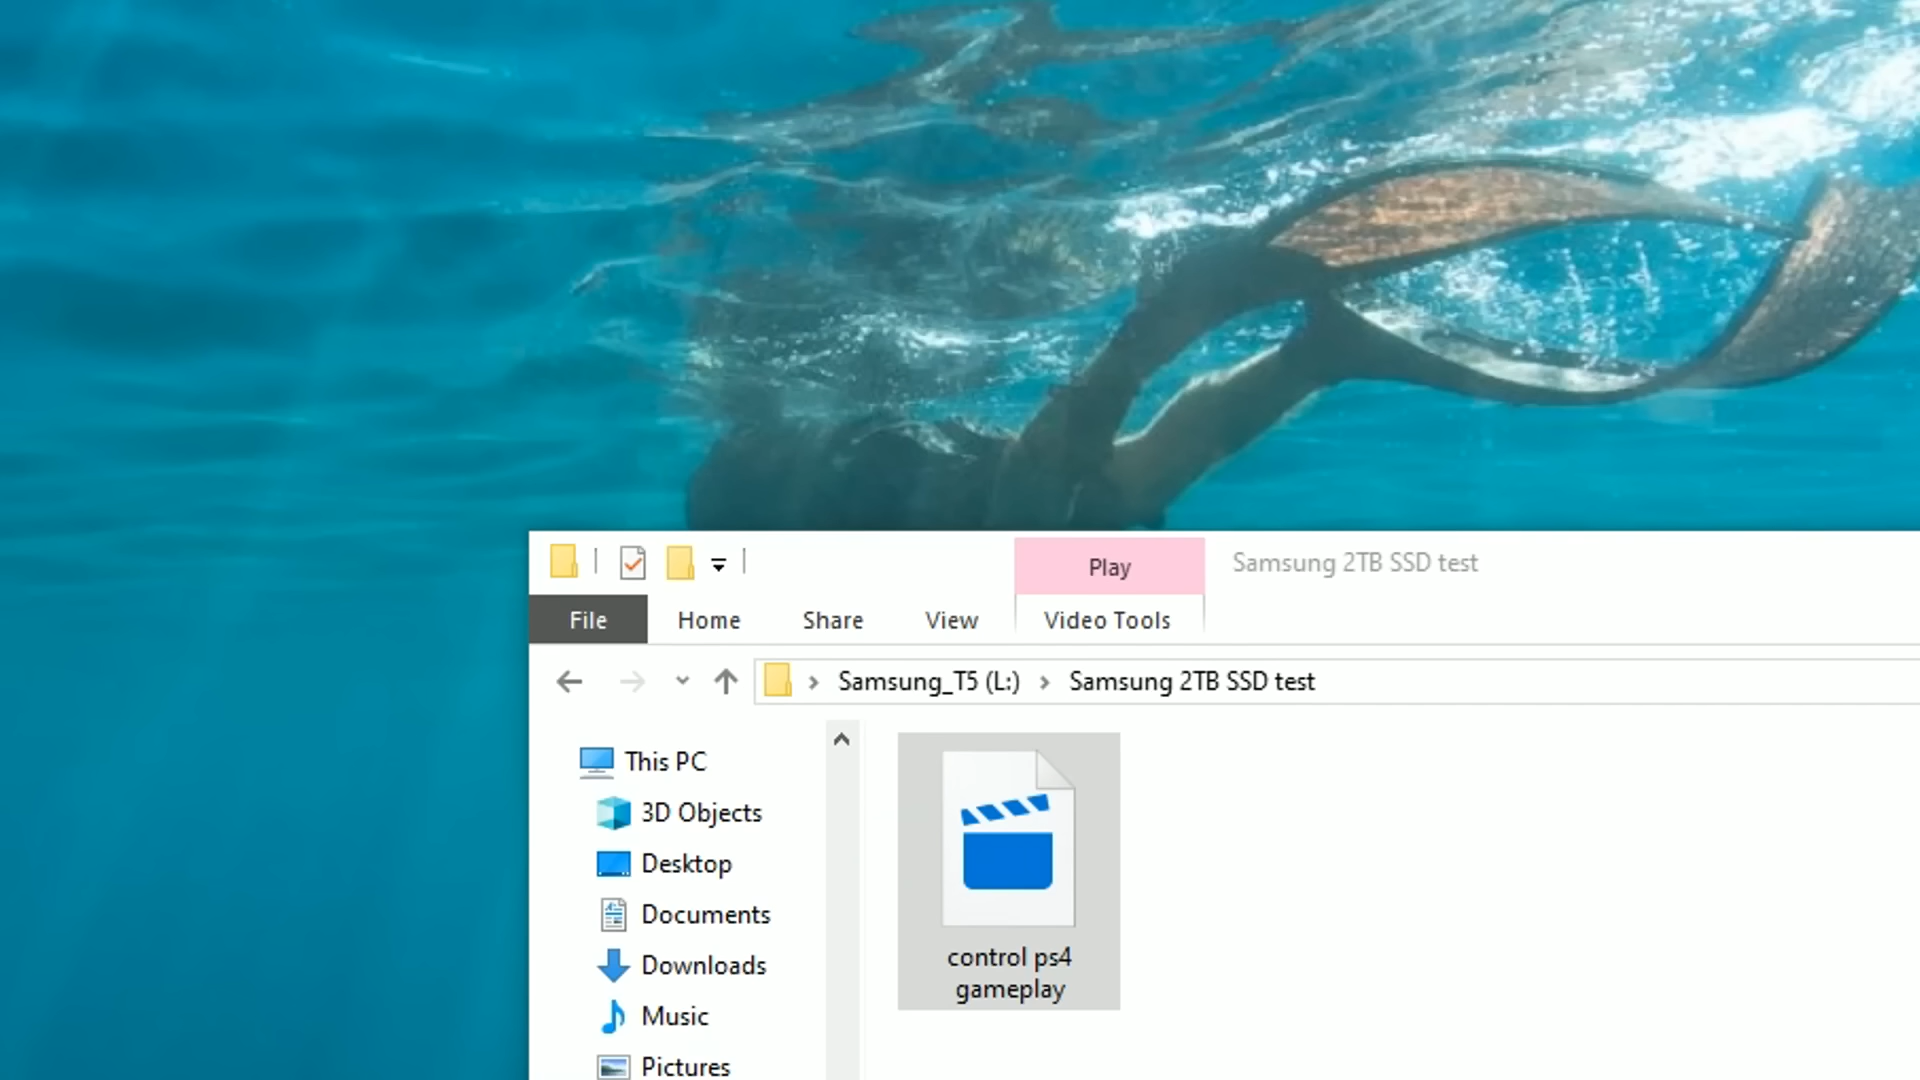 Play
Samsung 2TB SSD test
File
Home
Share
View
Video Tools
Samsung_T5 (L:)
Samsung 2TB SSD test
This PC
3D Objects
Desktop
Documents
Downloads
Music
Pictures
control ps4
gameplay